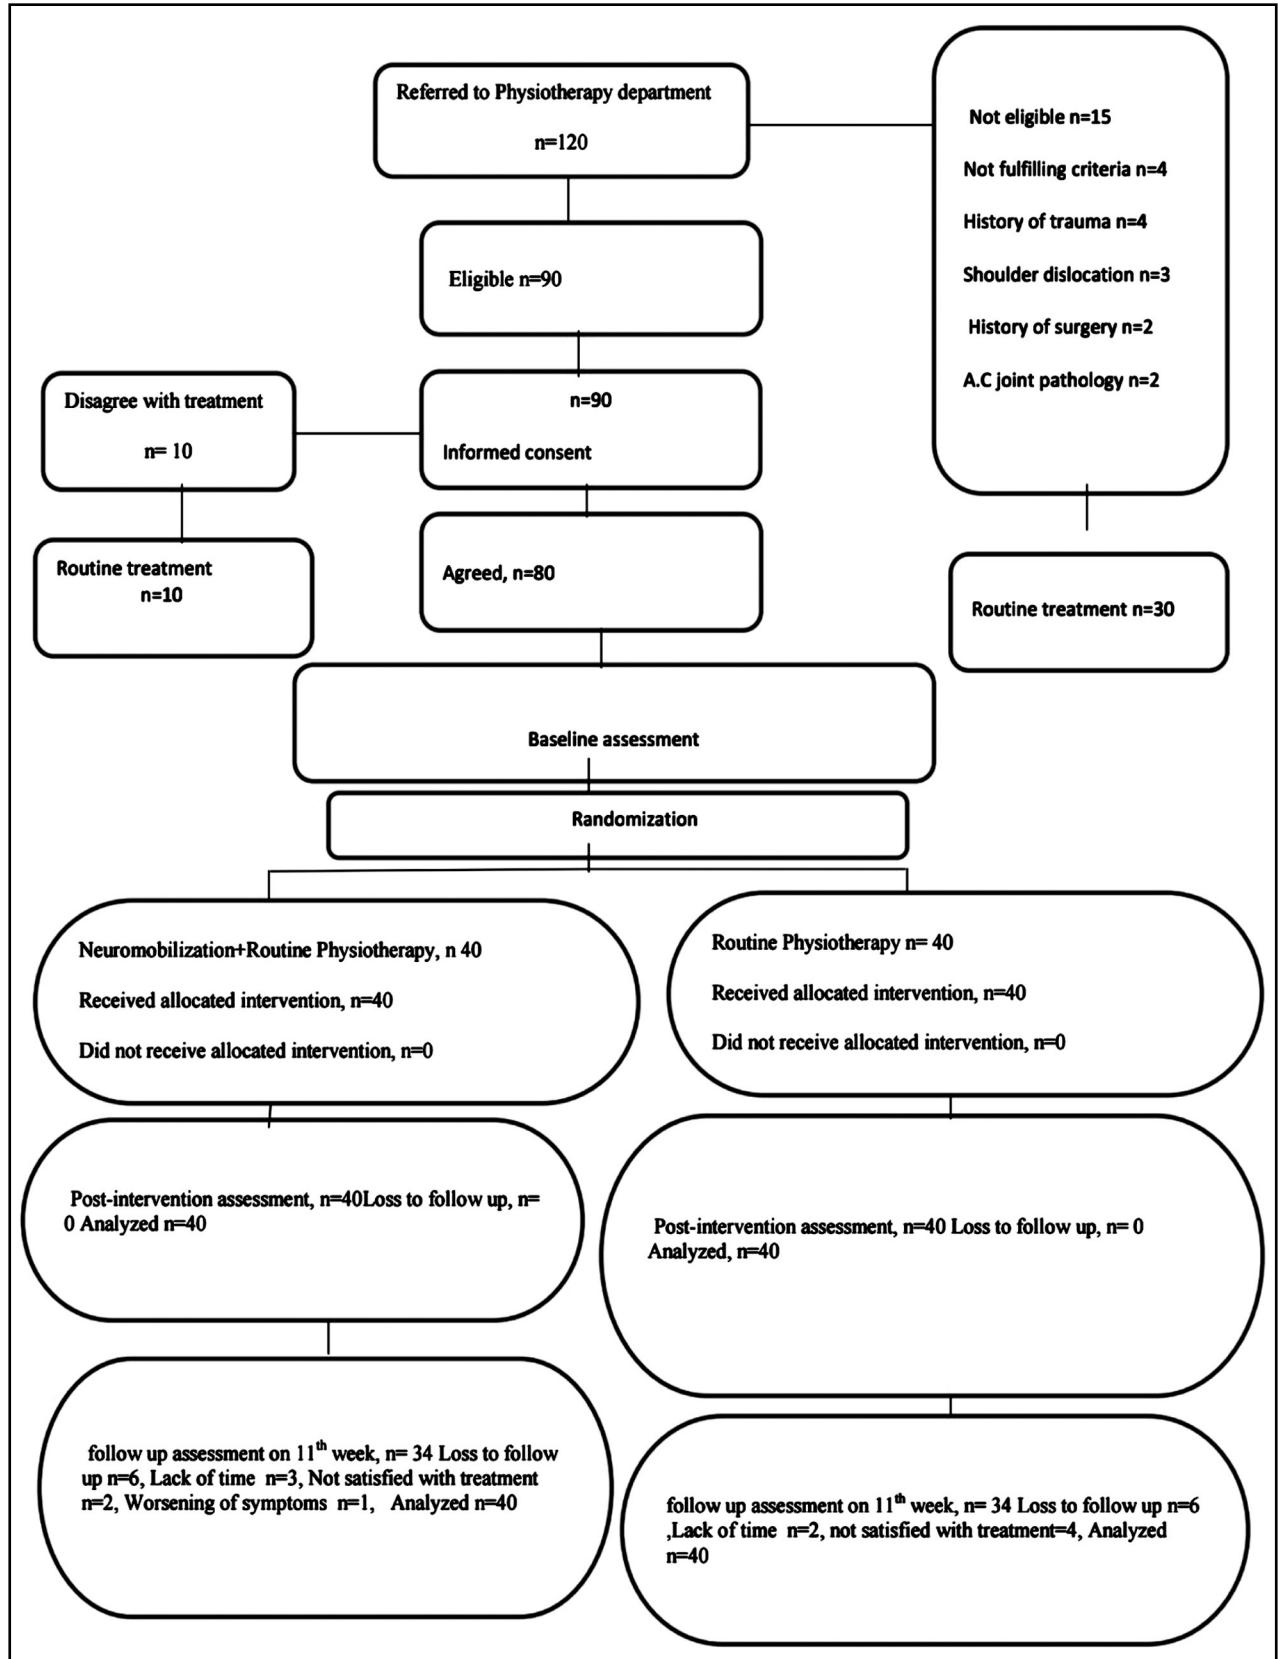 Referred to Physiotherapy department
n=120
Not eligible n=15
Not fulfilling criteria n=4
History of trauma n=4
Shoulder dislocation n=3
History of surgery n=2
A.C joint pathology n=2
Eligible n=90
Disagree with treatment
n= 10
n=90
Informed consent
Routine treatment
n=10
Agreed, n=80
Routine treatment n=30
Baseline assessment
Randomization
Neuromobilization+Routine Physiotherapy, n 40
Received allocated intervention, n=40
Did not receive allocated intervention, n=0
Routine Physiotherapy n= 40
Received allocated intervention, n=40
Did not receive allocated intervention, n=0
Post-intervention assessment, n=40Loss to follow up, n=
0 Analyzed n=40
Post-intervention assessment, n=40 Loss to follow up, n= 0
Analyzed, n=40
follow up assessment on 11th week, n= 34 Loss to follow
up n=6, Lack of time n=3, Not satisfied with treatment
n=2, Worsening of symptoms n=1, Analyzed n=40
follow up assessment on 11th week, n= 34 Loss to follow up n=6
,Lack of time n=2, not satisfied with treatment=4, Analyzed
n=40